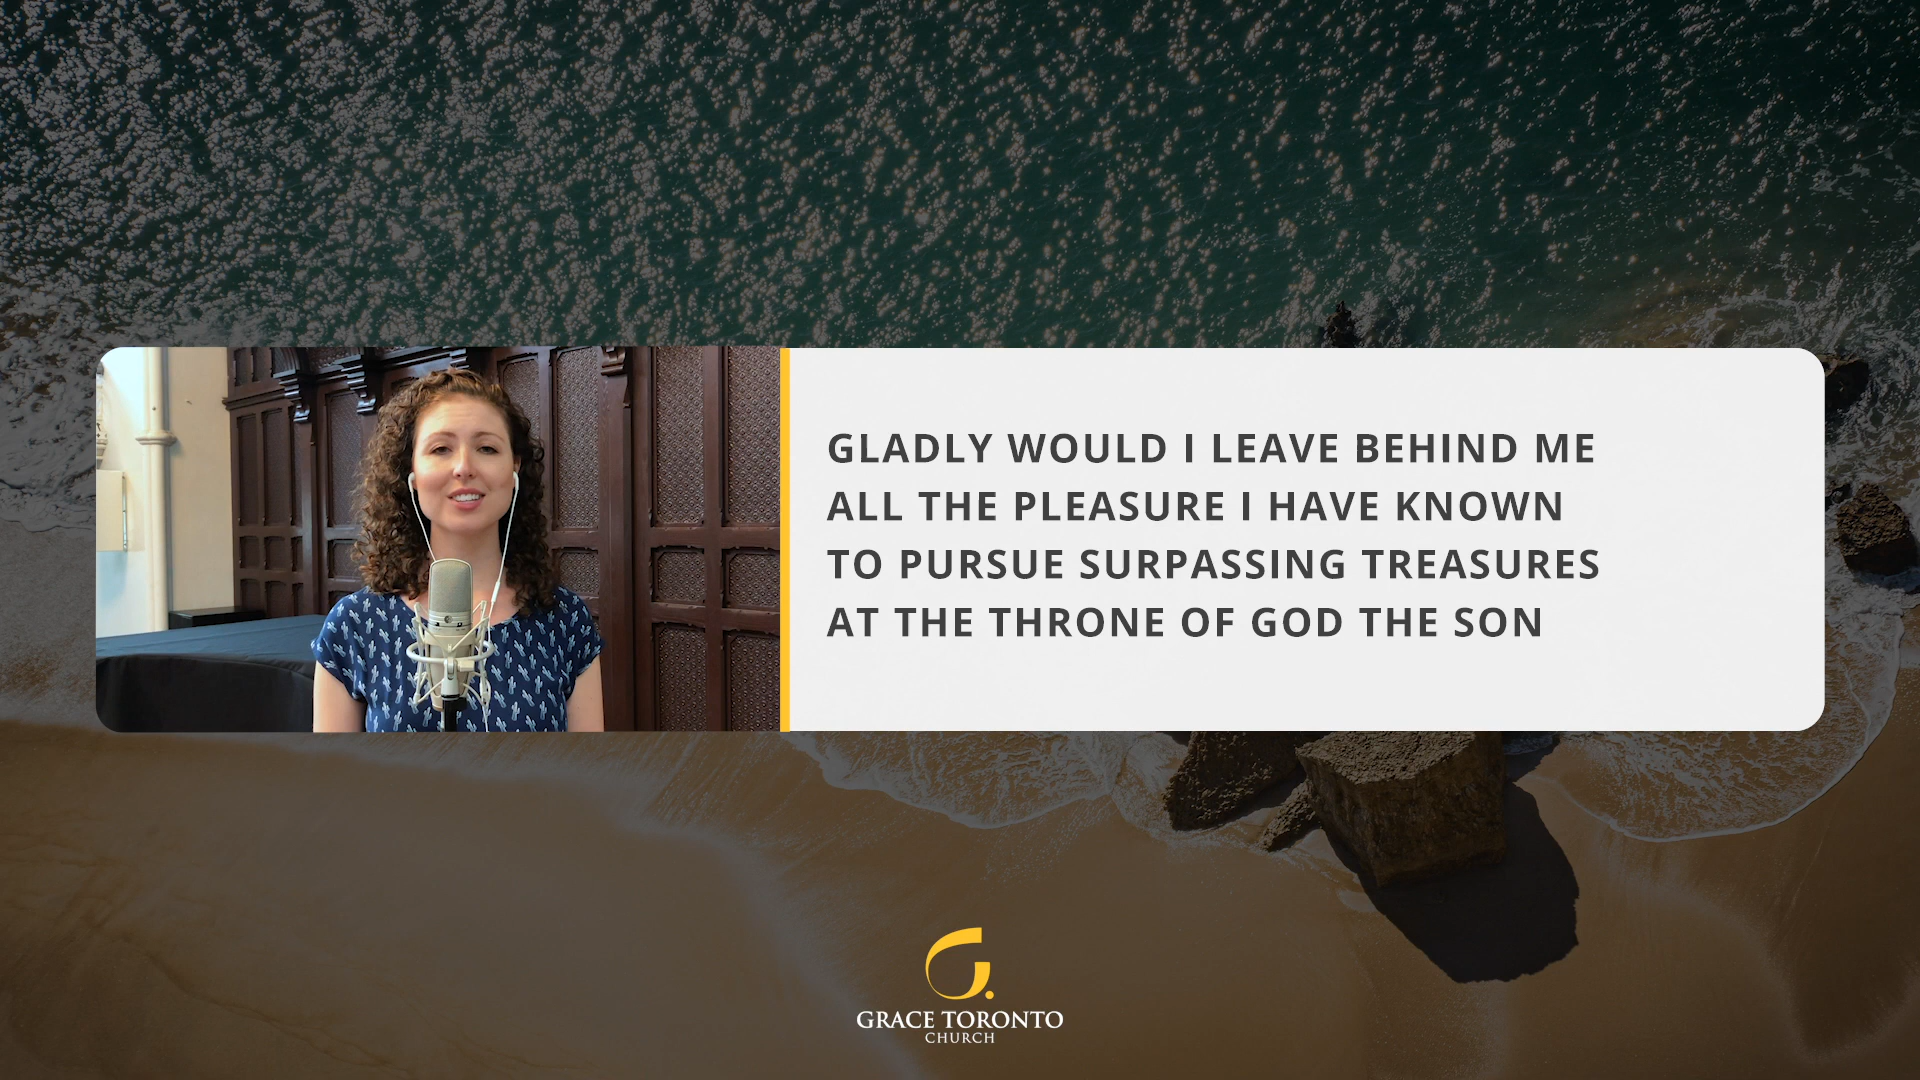 GLADLY WOULD I LEAVE BEHIND ME
ALL THE PLEASURE I HAVE KNOWN
TO PURSUE SURPASSING TREASURES
AT THE THRONE OF GOD THE SON
GRACE TORONTO
CHURCH